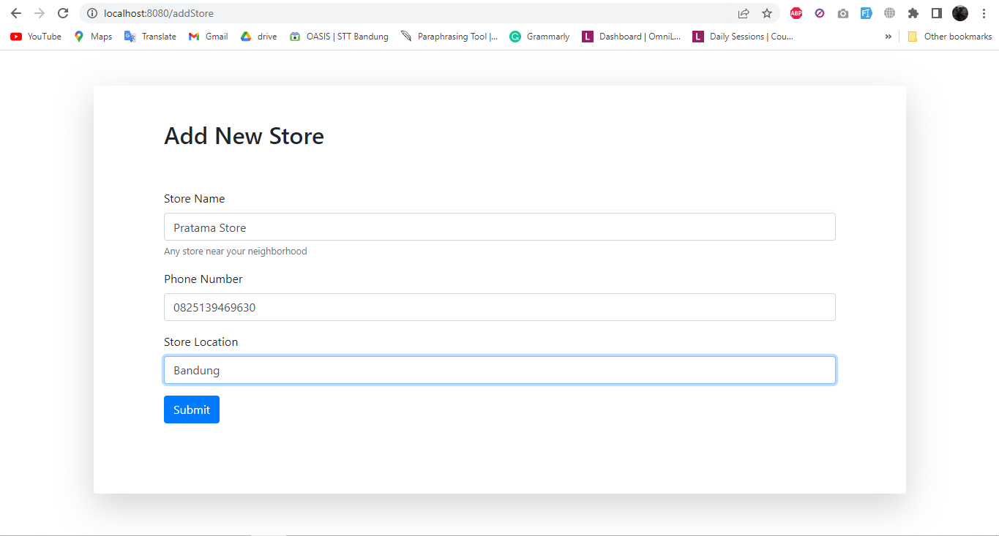 localhost:8080/addStore
ABP
YouTube Maps Translate Gmail drive OASIS | STT Bandung Paraphrasing Tool |... Grammarly L Dashboard | OmniL... L Daily Sessions | Cou... » Other bookmarks
Add New Store
Store Name
Pratama Store
Any store near your neighborhood
Phone Number
0825139469630
Store Location
Bandung
Submit